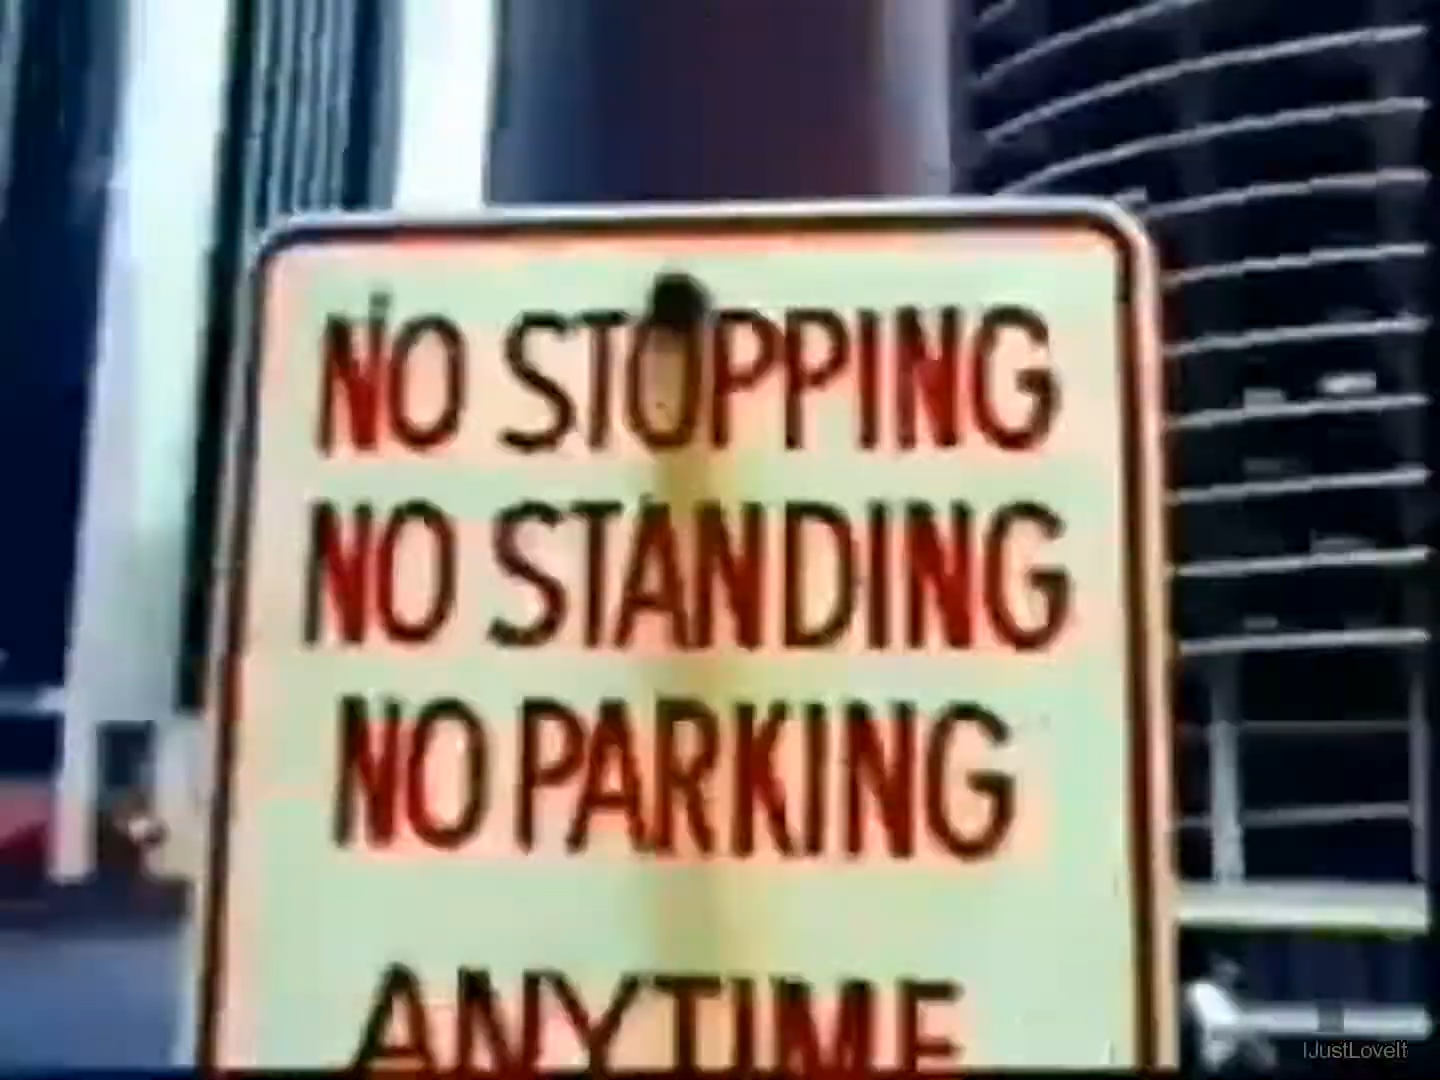 NO STOPPING
NO STANDING
NO PARKING
ANYTIME
IJustLoveIt